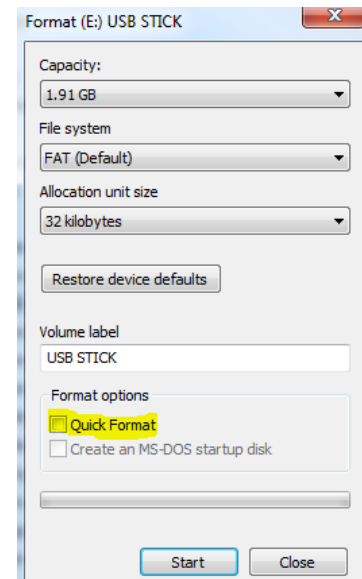 Format (E:) USB STICK
Capacity:
1.91 GB
File system
FAT (Default)
Allocation unit size
32 kilobytes
Restore device defaults
Volume label
USB STICK
Format options
Quick Format
Create an MS-DOS startup disk
Start Close